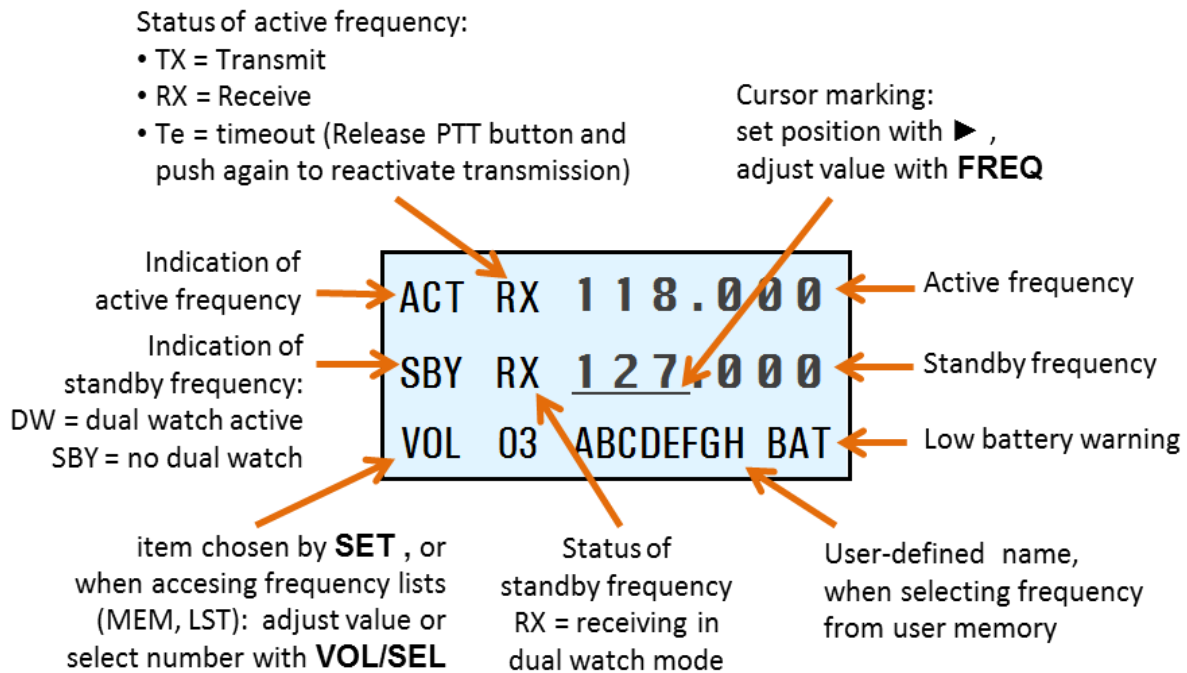 Status of active frequency:
• TX = Transmit
• RX = Receive
• Te = timeout (Release PTT button and
push again to reactivate transmission)
Cursor marking:
set position with ► ,
adjust value with FREQ
Indication of
active frequency
ACT RX 118.000
Active frequency
Indication of
standby frequency:
DW = dual watch active
SBY = no dual watch
SBY RX 127.000
Standby frequency
VOL 03 ABCDEFGH BAT
Low battery warning
item chosen by SET , or
when accesing frequency lists
(MEM, LST): adjust value or
select number with VOL/SEL
Status of
standby frequency
RX = receiving in
dual watch mode
User-defined name,
when selecting frequency
from user memory